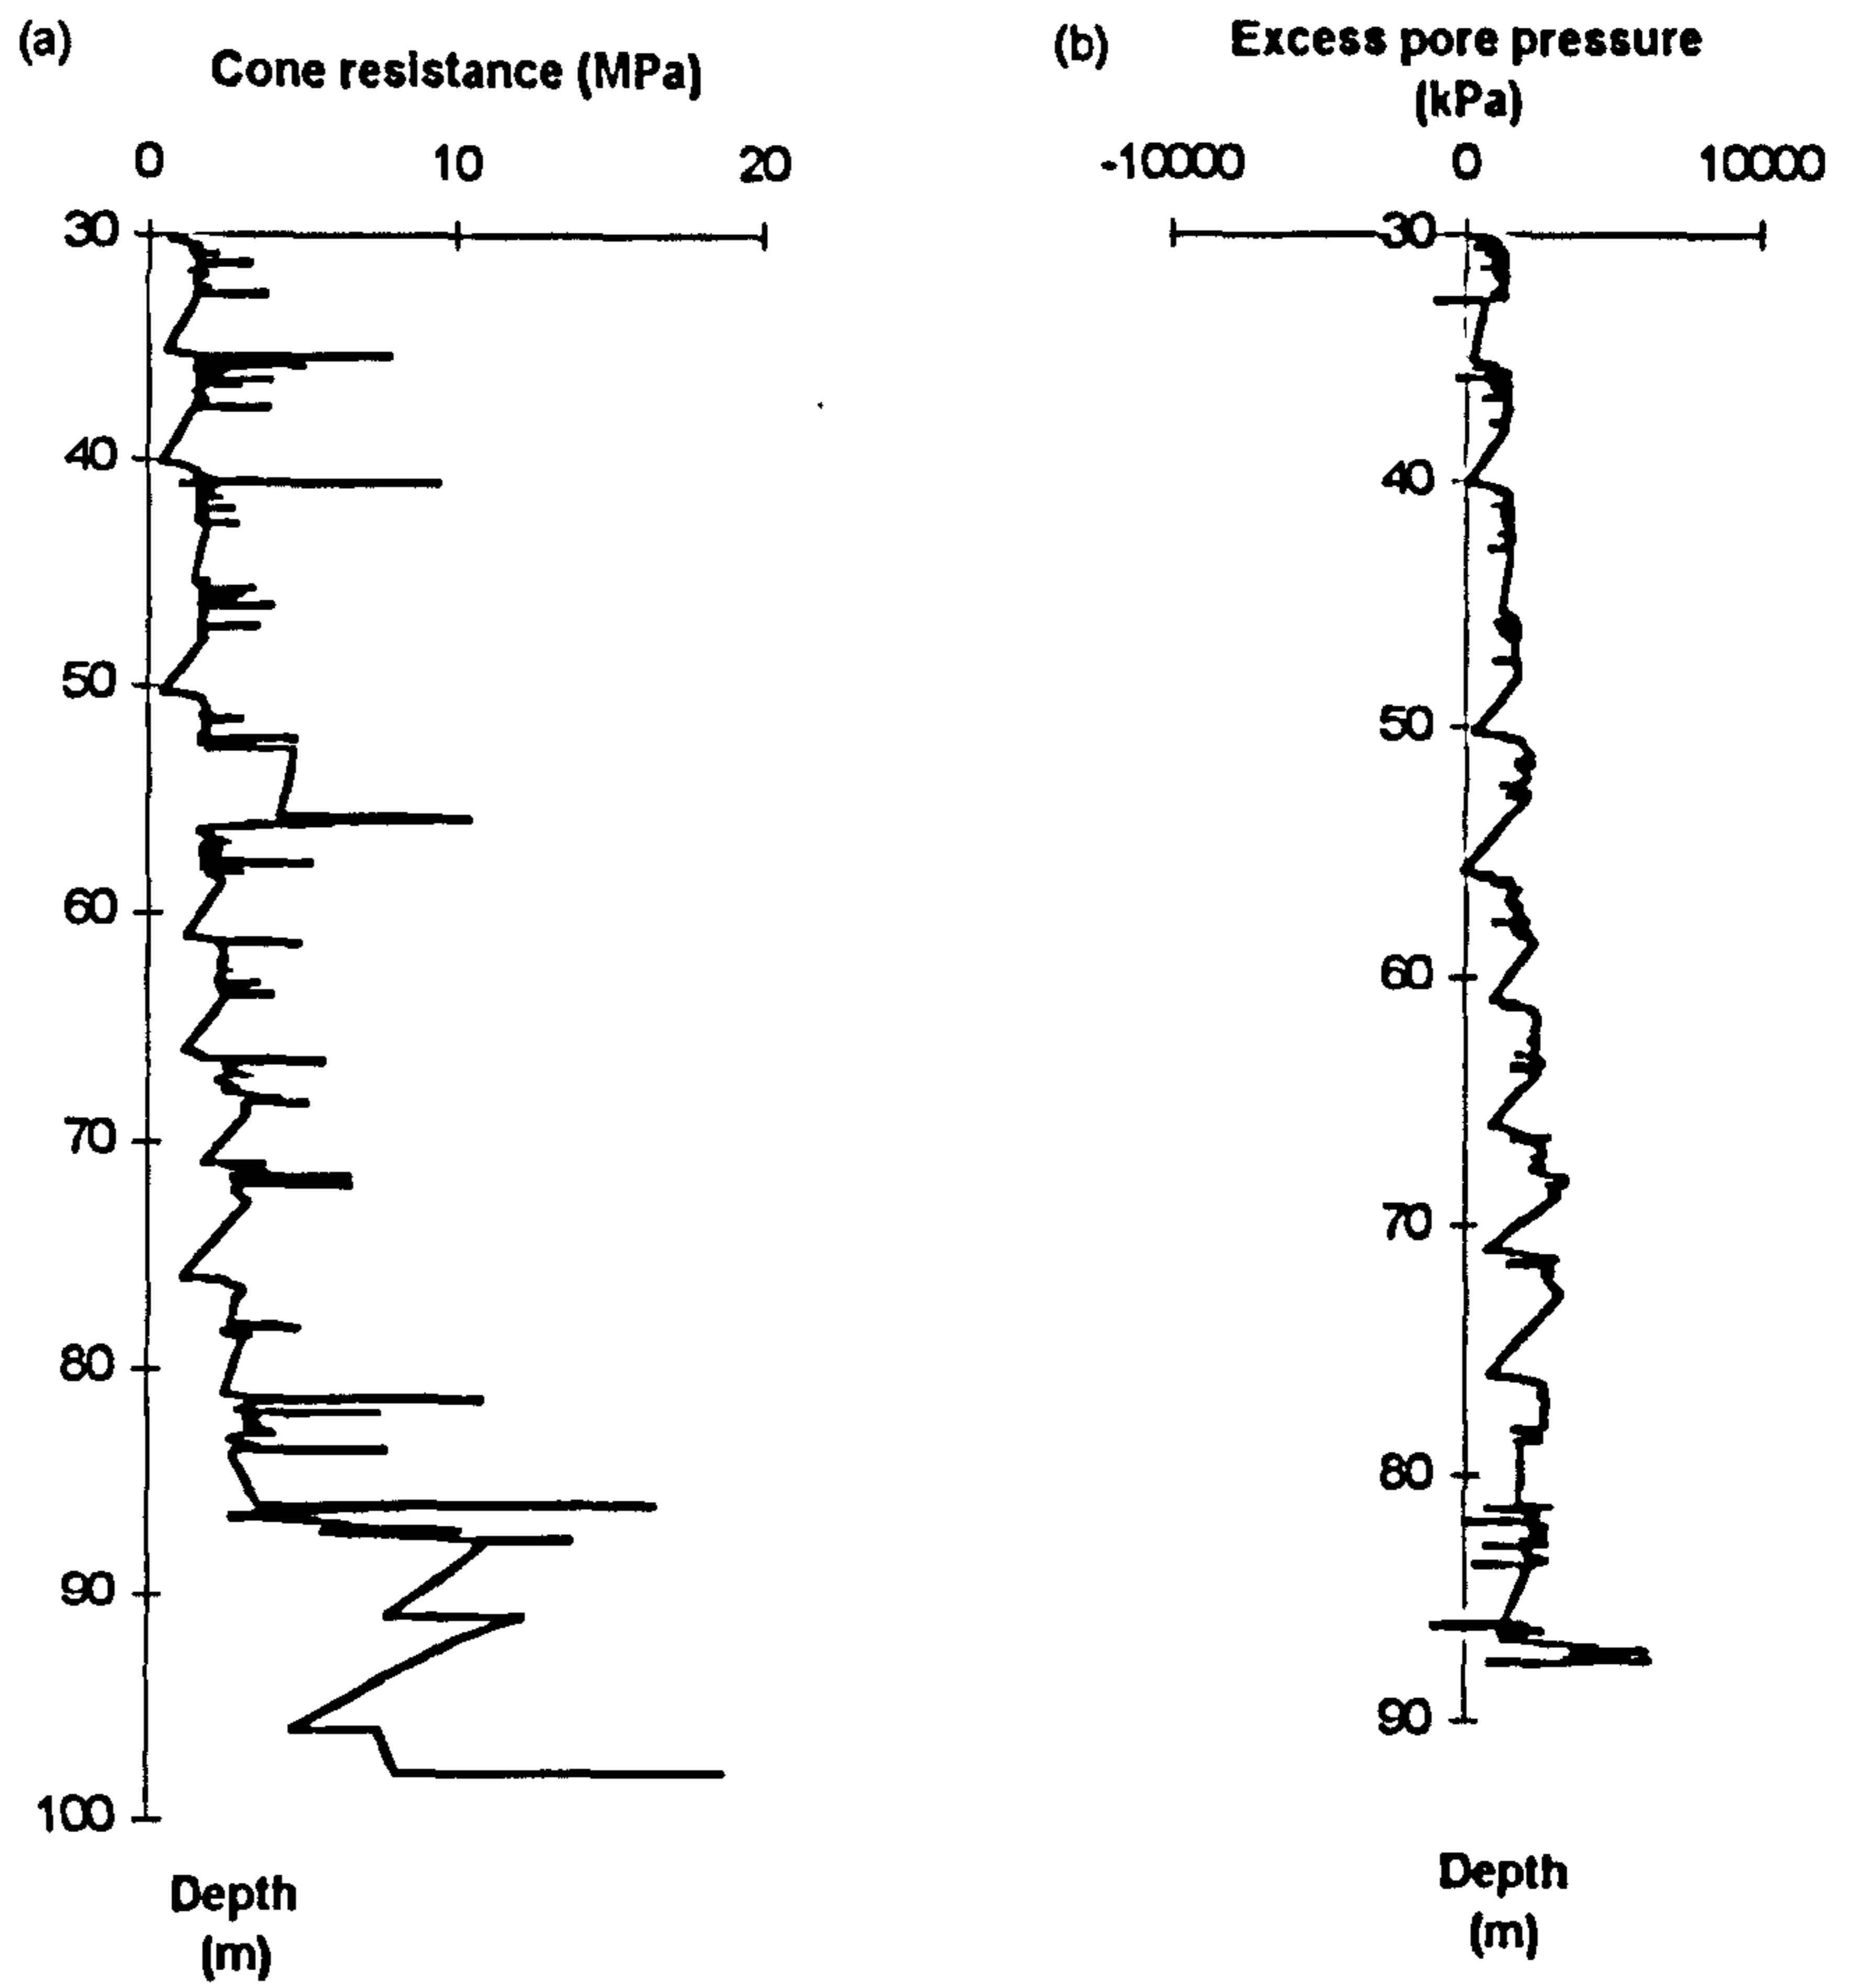 (a)
Cone resistance (MPa)
0 10 20
30
40
50
60
70
80
90
100
Depth
(m)
(b)
Excess pore pressure
(kPa)
-10000 0 10000
30
40
50
60
70
80
90
Depth
(m)